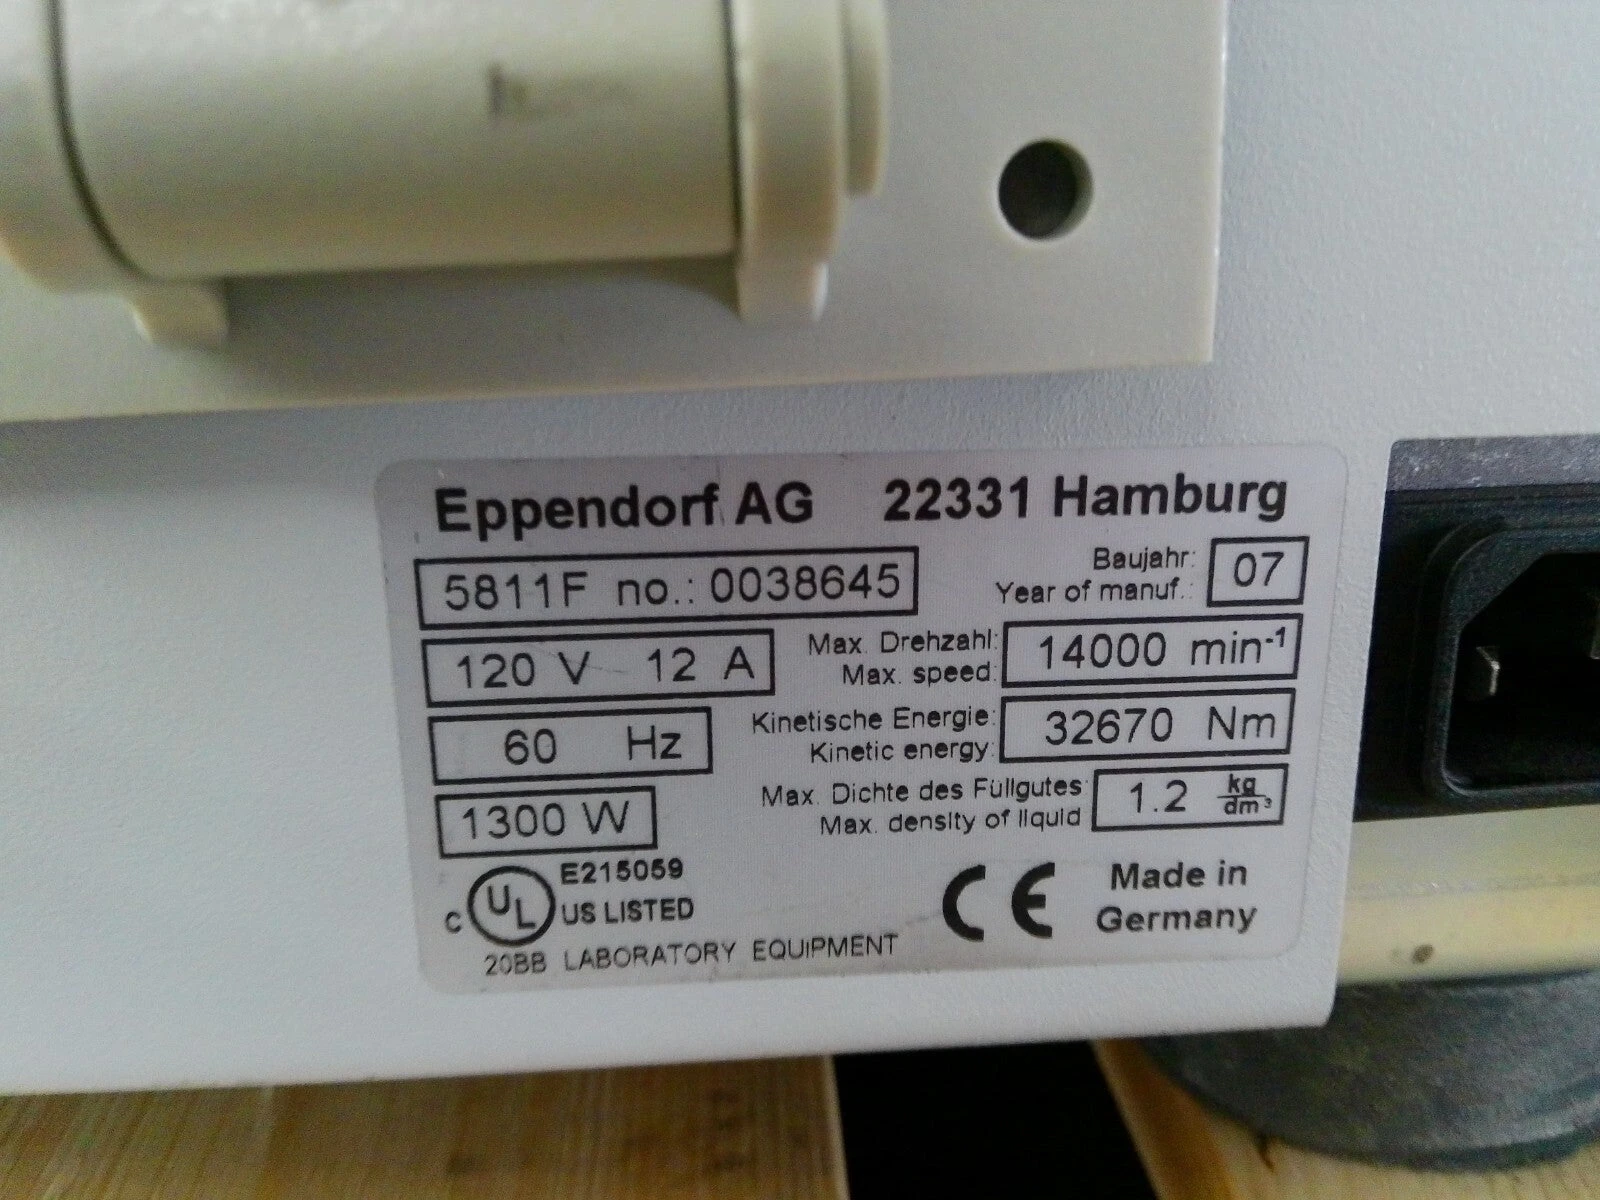 Eppendorf AG 22331 Hamburg
5811F no.: 0038645
Baujahr:
Year of manuf.:
07
120 V 12 A
Max. Drehzahl:
Max. speed:
14000 min⁻¹
60 Hz
Kinetische Energie:
Kinetic energy:
32670 Nm
1300 W
Max. Dichte des Füllgutes
Max. density of liquid
1.2 kg/dm³
C UL E215059
US LISTED
20BB LABORATORY EQUIPMENT
CE
Made in
Germany